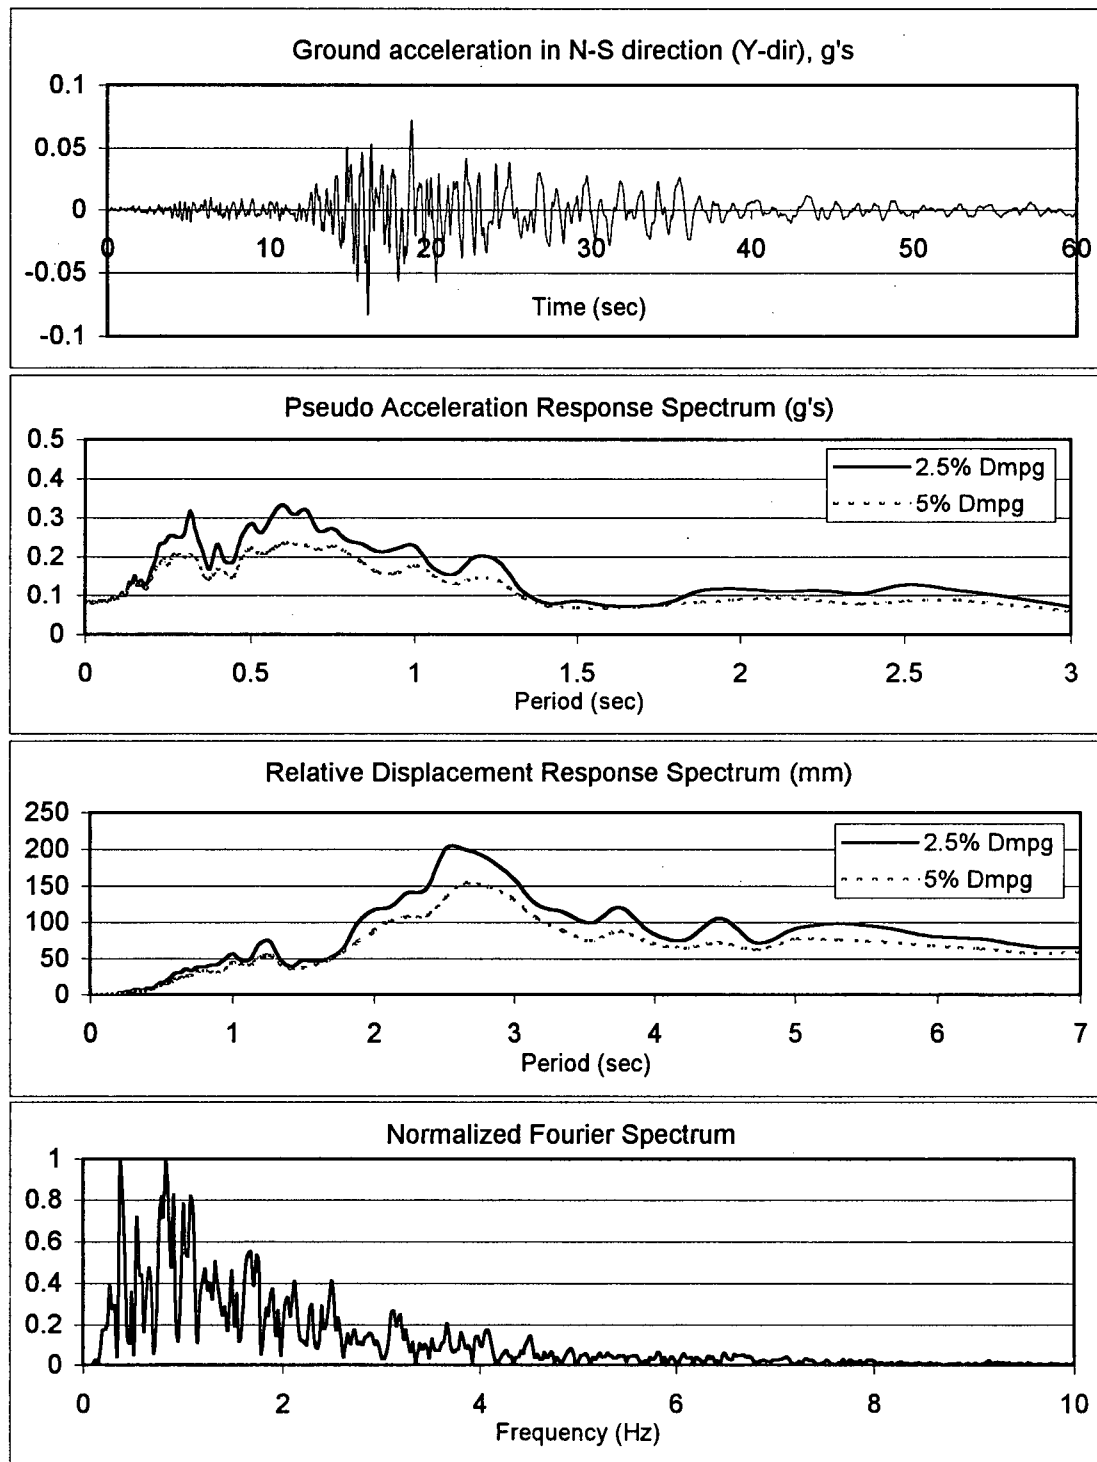 Ground acceleration in N-S direction (Y-dir), g's
0.1
0.05
0
0 10 20 30 40 50 60
-0.05
Time (sec)
-0.1
Pseudo Acceleration Response Spectrum (g's)
0.5
2.5% Dmpg
0.4
5% Dmpg
0.3
0.2
0.1
0
0 0.5 1 1.5 2 2.5 3
Period (sec)
Relative Displacement Response Spectrum (mm)
250
2.5% Dmpg
200
5% Dmpg
150
100
50
0
0 1 2 3 4 5 6 7
Period (sec)
Normalized Fourier Spectrum
1
0.8
0.6
0.4
0.2
0
0 2 4 6 8 10
Frequency (Hz)